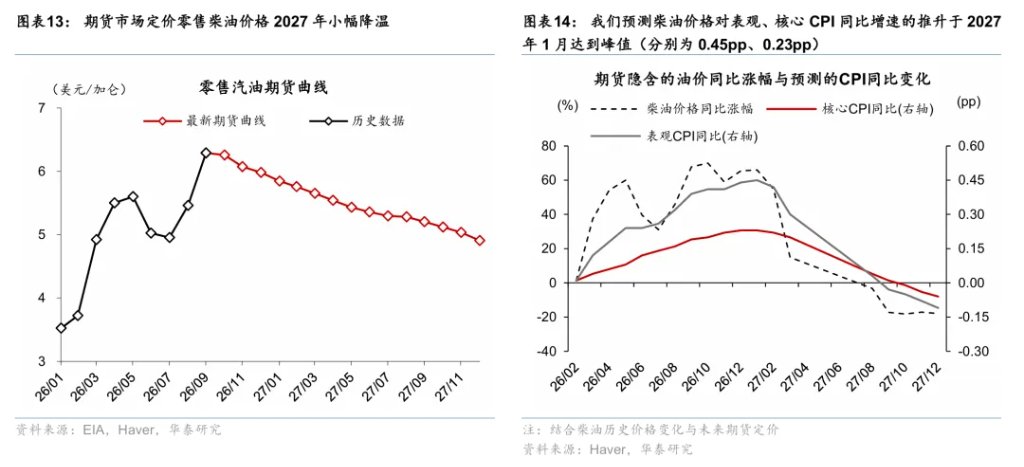 图表13： 期货市场定价零售柴油价格 2027 年小幅降温
零售汽油期货曲线
（美元/加仑）
最新期货曲线
历史数据
7
6
5
4
3
26/01
26/03
26/05
26/07
26/09
26/11
27/01
27/03
27/05
27/07
27/09
27/11
资料来源：EIA，Haver，华泰研究
图表14： 我们预测柴油价格对表观、核心 CPI 同比增速的推升于 2027
年 1 月达到峰值（分别为 0.45pp、0.23pp）
期货隐含的油价同比涨幅与预测的CPI同比变化
(%)
(pp)
柴油价格同比涨幅
核心CPI同比(右轴)
表观CPI同比(右轴)
80
60
40
20
0
-20
-40
0.60
0.45
0.30
0.15
0.00
-0.15
-0.30
26/02
26/04
26/06
26/08
26/10
26/12
27/02
27/04
27/06
27/08
27/10
27/12
注：结合柴油历史价格变化与未来期货定价
资料来源：Haver，华泰研究